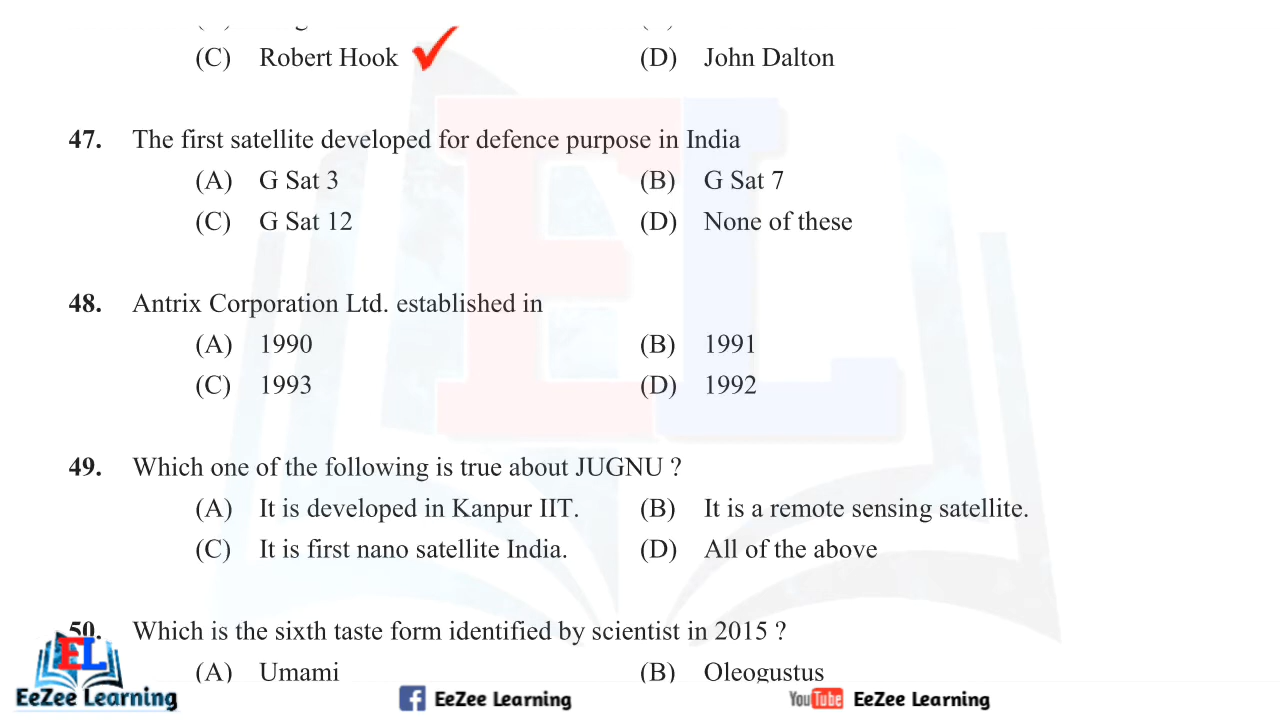 (C) Robert Hook (D) John Dalton
47. The first satellite developed for defence purpose in India
(A) G Sat 3 (B) G Sat 7
(C) G Sat 12 (D) None of these
48. Antrix Corporation Ltd. established in
(A) 1990 (B) 1991
(C) 1993 (D) 1992
49. Which one of the following is true about JUGNU ?
(A) It is developed in Kanpur IIT. (B) It is a remote sensing satellite.
(C) It is first nano satellite India. (D) All of the above
50. Which is the sixth taste form identified by scientist in 2015 ?
(A) Umami (B) Oleogustus
EL
EL
EeZee Learning
f EeZee Learning
YouTube EeZee Learning